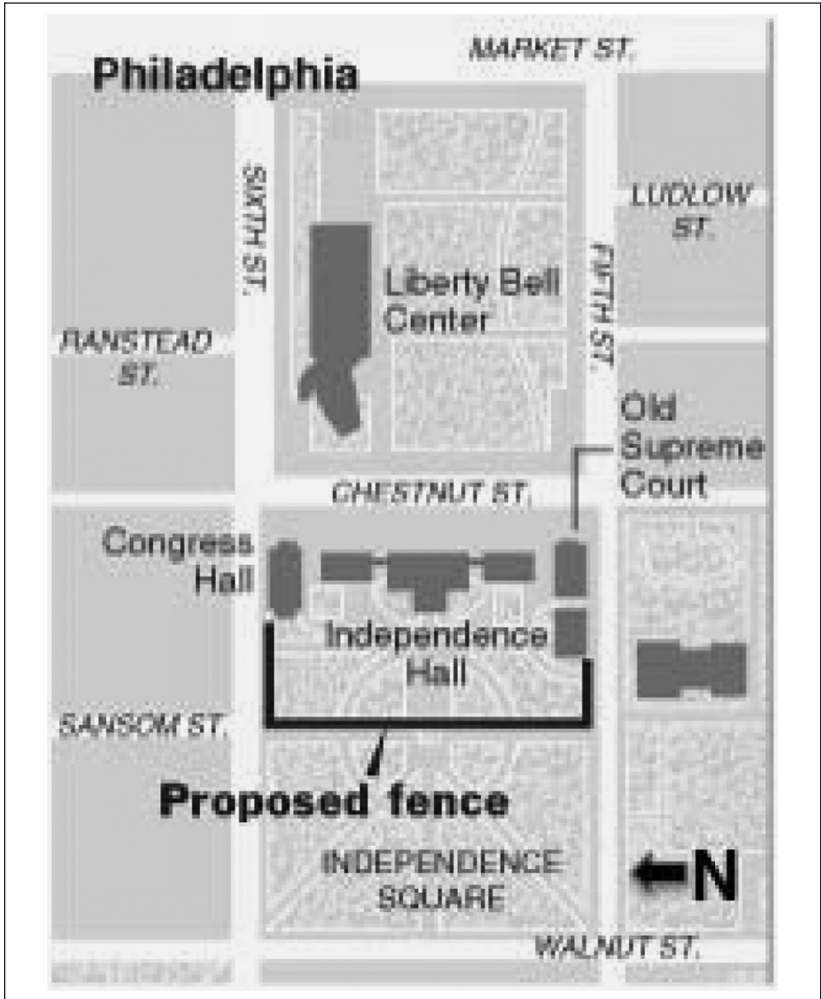 MARKET ST.
Philadelphia
SIXTH ST.
LUDLOW
ST.
FIFTH ST.
Liberty Bell
Center
RANSTEAD
ST.
Old
Supreme
Court
CHESTNUT ST.
Congress
Hall
Independence
Hall
SANSOM ST.
Proposed fence
INDEPENDENCE
SQUARE
N
WALNUT ST.